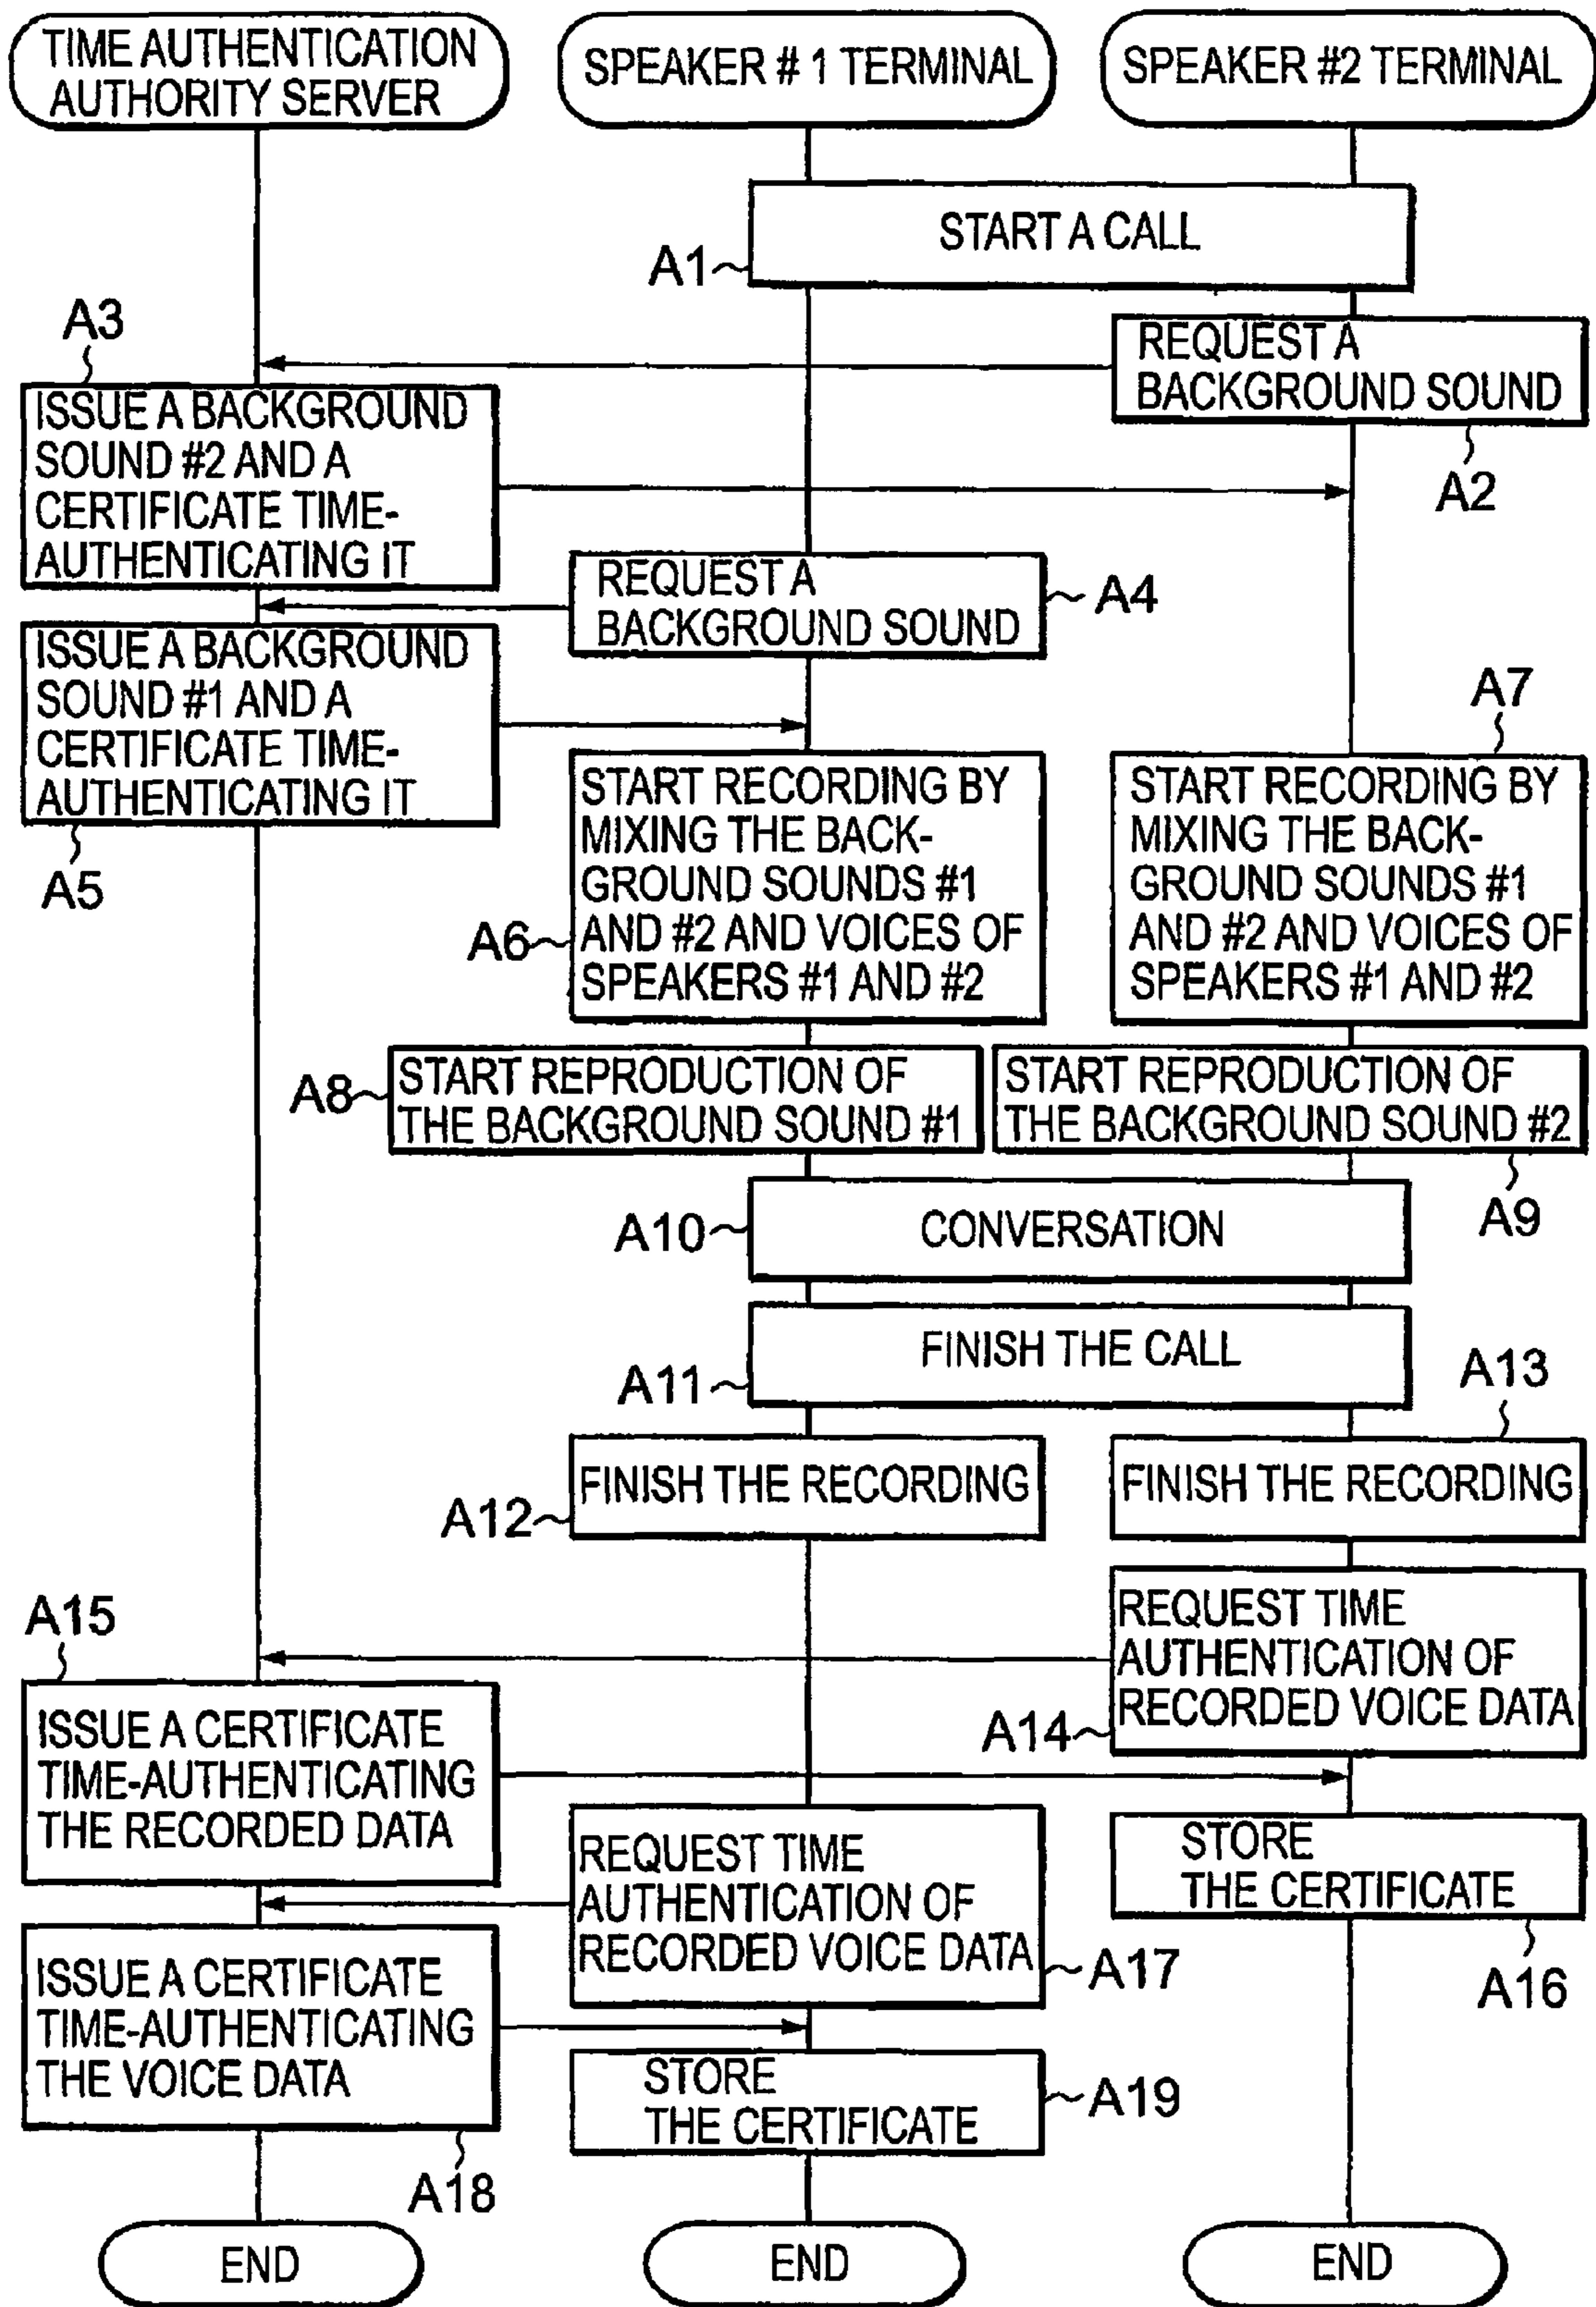 TIME AUTHENTICATION
AUTHORITY SERVER
SPEAKER # 1 TERMINAL
SPEAKER #2 TERMINAL
START A CALL
A1
REQUEST A
BACKGROUND SOUND
A2
A3
ISSUE A BACKGROUND
SOUND #2 AND A
CERTIFICATE TIME-
AUTHENTICATING IT
REQUEST A
BACKGROUND SOUND
A4
ISSUE A BACKGROUND
SOUND #1 AND A
CERTIFICATE TIME-
AUTHENTICATING IT
A5
START RECORDING BY
MIXING THE BACK-
GROUND SOUNDS #1
AND #2 AND VOICES OF
SPEAKERS #1 AND #2
A6
A7
START RECORDING BY
MIXING THE BACK-
GROUND SOUNDS #1
AND #2 AND VOICES OF
SPEAKERS #1 AND #2
A8
START REPRODUCTION OF
THE BACKGROUND SOUND #1
START REPRODUCTION OF
THE BACKGROUND SOUND #2
A9
A10
CONVERSATION
FINISH THE CALL
A11
FINISH THE RECORDING
A12
A13
FINISH THE RECORDING
REQUEST TIME
AUTHENTICATION OF
RECORDED VOICE DATA
A14
A15
ISSUE A CERTIFICATE
TIME-AUTHENTICATING
THE RECORDED DATA
STORE
THE CERTIFICATE
A16
REQUEST TIME
AUTHENTICATION OF
RECORDED VOICE DATA
A17
ISSUE A CERTIFICATE
TIME-AUTHENTICATING
THE VOICE DATA
A18
STORE
THE CERTIFICATE
A19
END
END
END